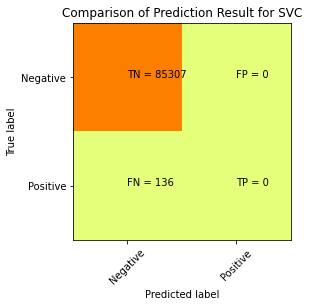 Comparison of Prediction Result for SVC
True label
Negative
TN = 85307
FP = 0
Positive
FN = 136
TP = 0
Negative
Positive
Predicted label